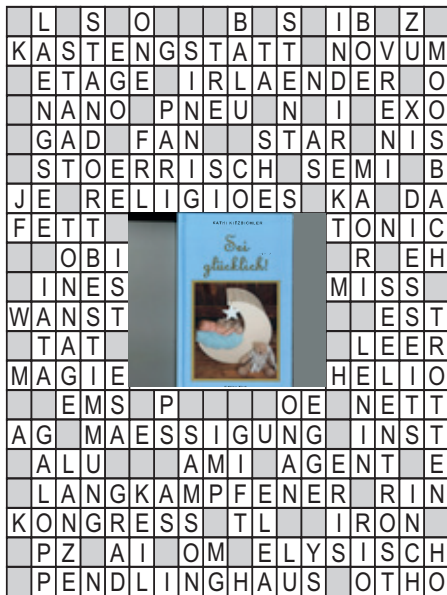 L S O B S I B Z
KASTENGSTATT NOVUM
ETAGE IRLAENDER O
NANO PNEU N I EXO
GAD FAN STAR NIS
STOERRISCH SEMI B
JE RELIGIOES KA DA
FETT TONIC
OBI R EH
INES MISS
WANST EST
TAT LEER
MAGIE HELIO
EMS P OE NETT
AG MAESSIGUNG INST
ALU AMI AGENT E
LANGKAMPFENER RIN
KONGRESS TL IRON
PZ AI OM ELYSISCH
PENDLINGHAUS OTHO
KATHI KITZBICHLER
Sei
glücklich!